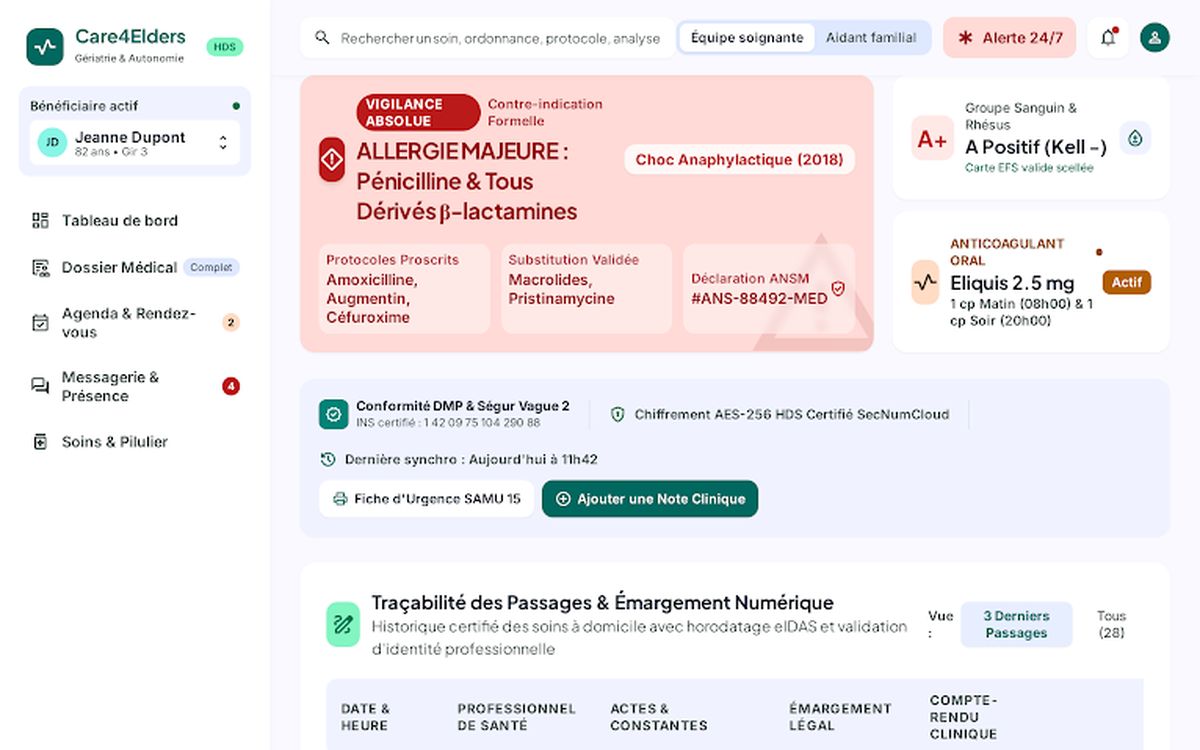 Care4Elders
Gériatrie & Autonomie
HDS
Bénéficiaire actif
JD
Jeanne Dupont
82 ans • Gir 3
Tableau de bord
Dossier Médical
Complet
Agenda & Rendez-
vous
2
Messagerie &
Présence
4
Soins & Pilulier
Rechercher un soin, ordonnance, protocole, analyse
Équipe soignante
Aidant familial
Alerte 24/7
VIGILANCE
ABSOLUE
Contre-indication
Formelle
ALLERGIE MAJEURE :
Pénicilline & Tous
Dérivés β-lactamines
Choc Anaphylactique (2018)
Protocoles Proscrits
Amoxicilline,
Augmentin,
Céfuroxime
Substitution Validée
Macrolides,
Pristinamycine
Déclaration ANSM
#ANS-88492-MED
A+
Groupe Sanguin &
Rhésus
A Positif (Kell -)
Carte EFS valide scellée
ANTICOAGULANT
ORAL
Eliquis 2.5 mg
1 cp Matin (08h00) & 1
cp Soir (20h00)
Actif
Conformité DMP & Ségur Vague 2
INS certifié : 1 42 09 75 104 290 88
Chiffrement AES-256 HDS Certifié SecNumCloud
Dernière synchro : Aujourd'hui à 11h42
Fiche d'Urgence SAMU 15
Ajouter une Note Clinique
Traçabilité des Passages & Émargement Numérique
Historique certifié des soins à domicile avec horodatage eIDAS et validation
d'identité professionnelle
Vue
:
3 Derniers
Passages
Tous
(28)
DATE &
HEURE
PROFESSIONNEL
DE SANTÉ
ACTES &
CONSTANTES
ÉMARGEMENT
LÉGAL
COMPTE-
RENDU
CLINIQUE